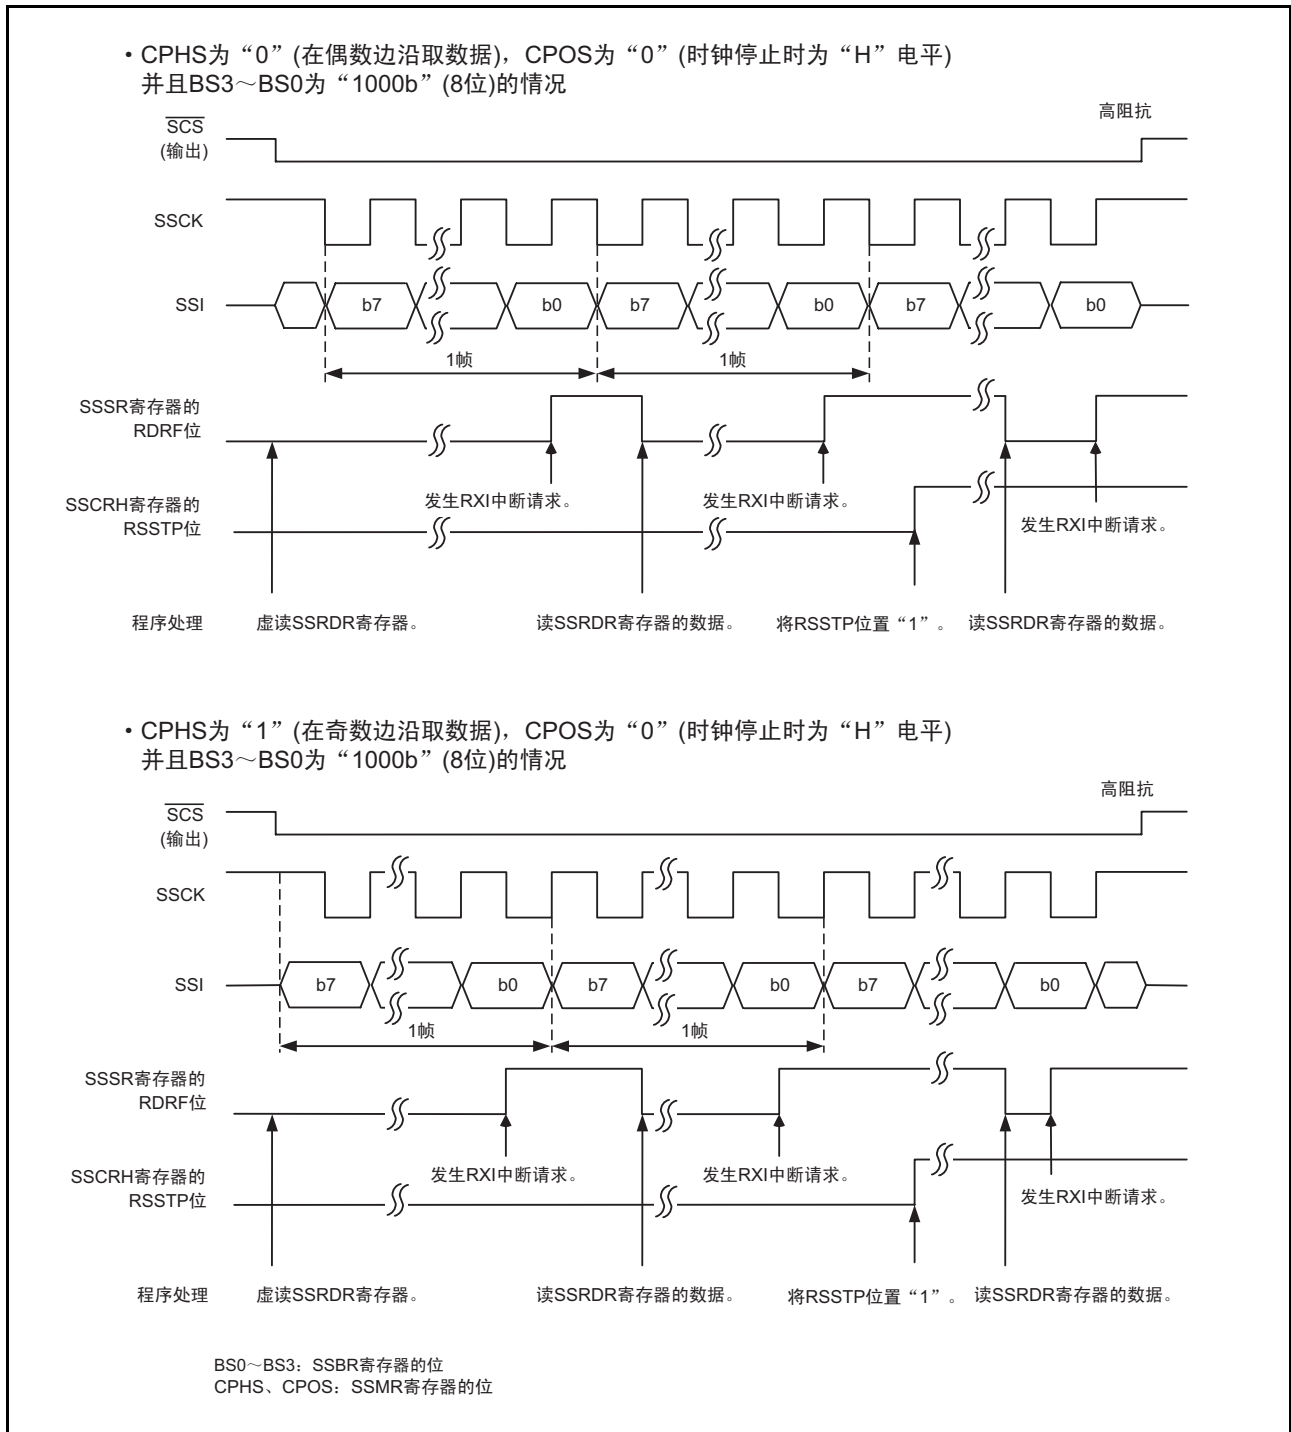 • CPHS为“0”(在偶数边沿取数据)，CPOS为“0”(时钟停止时为“H”电平)
并且BS3～BS0为“1000b”(8位)的情况
高阻抗
SCS
(输出)
SSCK
SSI
b7
b0
b7
b0
b7
b0
1帧
1帧
SSSR寄存器的
RDRF位
发生RXI中断请求。
发生RXI中断请求。
SSCRH寄存器的
RSSTP位
发生RXI中断请求。
程序处理
虚读SSRDR寄存器。
读SSRDR寄存器的数据。
将RSSTP位置“1”。
读SSRDR寄存器的数据。
• CPHS为“1”(在奇数边沿取数据)，CPOS为“0”(时钟停止时为“H”电平)
并且BS3～BS0为“1000b”(8位)的情况
高阻抗
SCS
(输出)
SSCK
SSI
b7
b0
b7
b0
b7
b0
1帧
1帧
SSSR寄存器的
RDRF位
发生RXI中断请求。
发生RXI中断请求。
SSCRH寄存器的
RSSTP位
发生RXI中断请求。
程序处理
虚读SSRDR寄存器。
读SSRDR寄存器的数据。
将RSSTP位置“1”。
读SSRDR寄存器的数据。
BS0～BS3：SSBR寄存器的位
CPHS、CPOS：SSMR寄存器的位